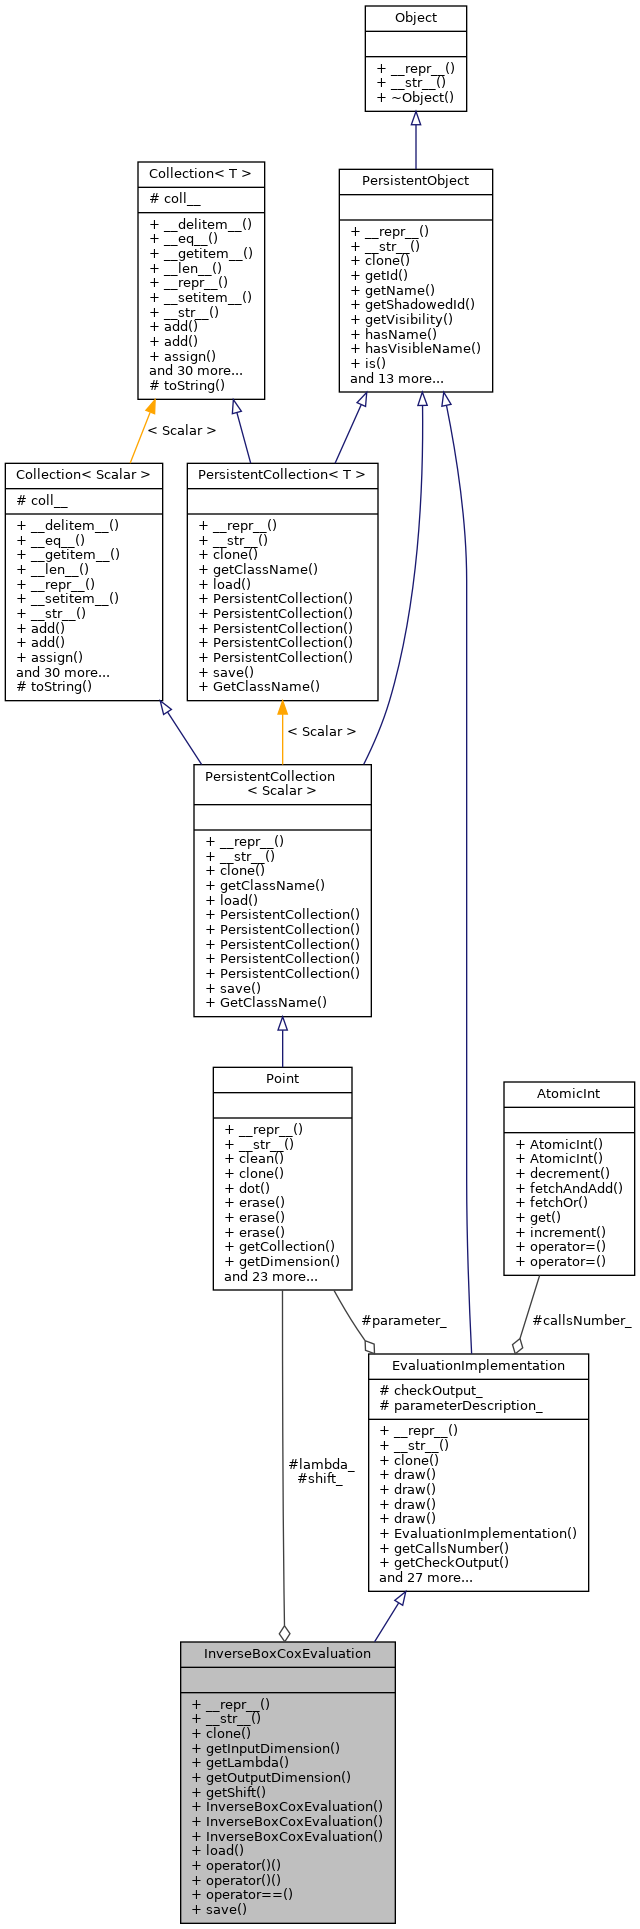 Object
+ __repr__()
+ __str__()
+ ~Object()
Collection< T >
# coll__
+ __delitem__()
+ __eq__()
+ __getitem__()
+ __len__()
+ __repr__()
+ __setitem__()
+ __str__()
+ add()
+ add()
+ assign()
and 30 more...
# toString()
PersistentObject
+ __repr__()
+ __str__()
+ clone()
+ getId()
+ getName()
+ getShadowedId()
+ getVisibility()
+ hasName()
+ hasVisibleName()
+ is()
and 13 more...
< Scalar >
Collection< Scalar >
# coll__
+ __delitem__()
+ __eq__()
+ __getitem__()
+ __len__()
+ __repr__()
+ __setitem__()
+ __str__()
+ add()
+ add()
+ assign()
and 30 more...
# toString()
PersistentCollection< T >
+ __repr__()
+ __str__()
+ clone()
+ getClassName()
+ load()
+ PersistentCollection()
+ PersistentCollection()
+ PersistentCollection()
+ PersistentCollection()
+ PersistentCollection()
+ save()
+ GetClassName()
< Scalar >
PersistentCollection
< Scalar >
+ __repr__()
+ __str__()
+ clone()
+ getClassName()
+ load()
+ PersistentCollection()
+ PersistentCollection()
+ PersistentCollection()
+ PersistentCollection()
+ PersistentCollection()
+ save()
+ GetClassName()
Point
+ __repr__()
+ __str__()
+ clean()
+ clone()
+ dot()
+ erase()
+ erase()
+ erase()
+ getCollection()
+ getDimension()
and 23 more...
AtomicInt
+ AtomicInt()
+ AtomicInt()
+ decrement()
+ fetchAndAdd()
+ fetchOr()
+ get()
+ increment()
+ operator=()
+ operator=()
#parameter_
#callsNumber_
EvaluationImplementation
# checkOutput_
# parameterDescription_
+ __repr__()
+ __str__()
+ clone()
+ draw()
+ draw()
+ draw()
+ draw()
+ EvaluationImplementation()
+ getCallsNumber()
+ getCheckOutput()
and 27 more...
#lambda_
#shift_
InverseBoxCoxEvaluation
+ __repr__()
+ __str__()
+ clone()
+ getInputDimension()
+ getLambda()
+ getOutputDimension()
+ getShift()
+ InverseBoxCoxEvaluation()
+ InverseBoxCoxEvaluation()
+ InverseBoxCoxEvaluation()
+ load()
+ operator()()
+ operator()()
+ operator==()
+ save()